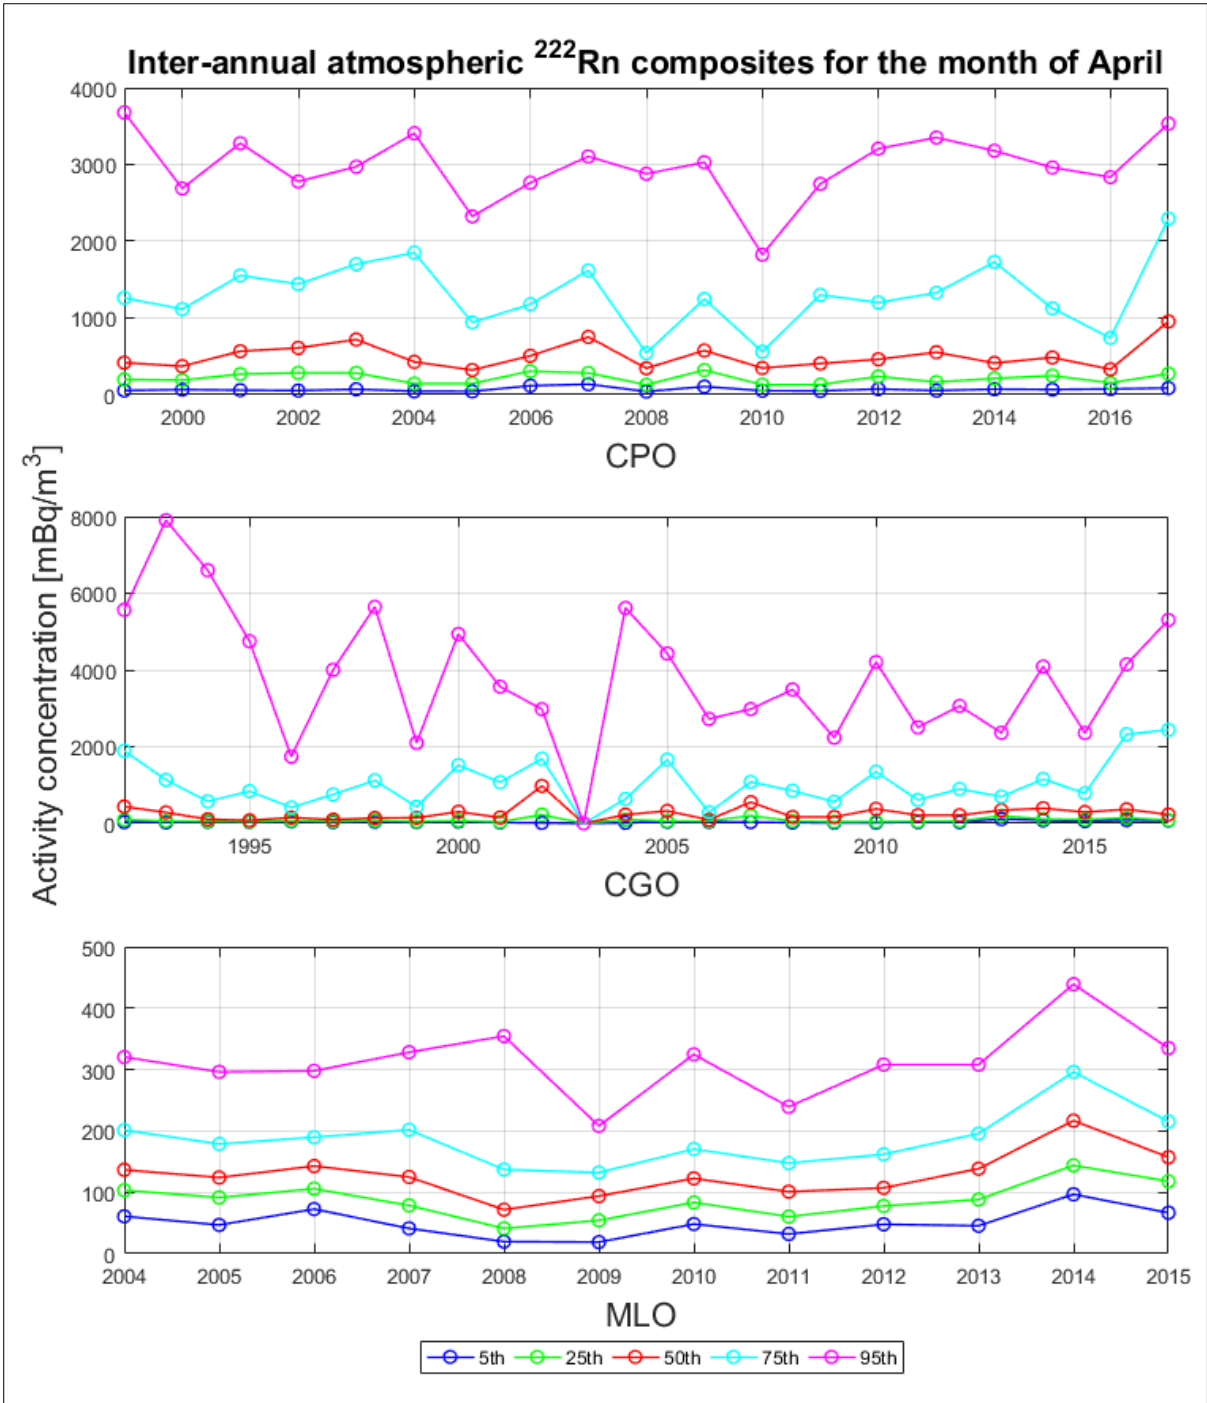 Inter-annual atmospheric ²²²Rn composites for the month of April
4000
3000
2000
1000
0
2000 2002 2004 2006 2008 2010 2012 2014 2016
CPO
Activity concentration [mBq/m³]
8000
6000
4000
2000
0
1995 2000 2005 2010 2015
CGO
500
400
300
200
100
0
2004 2005 2006 2007 2008 2009 2010 2011 2012 2013 2014 2015
MLO
5th 25th 50th 75th 95th